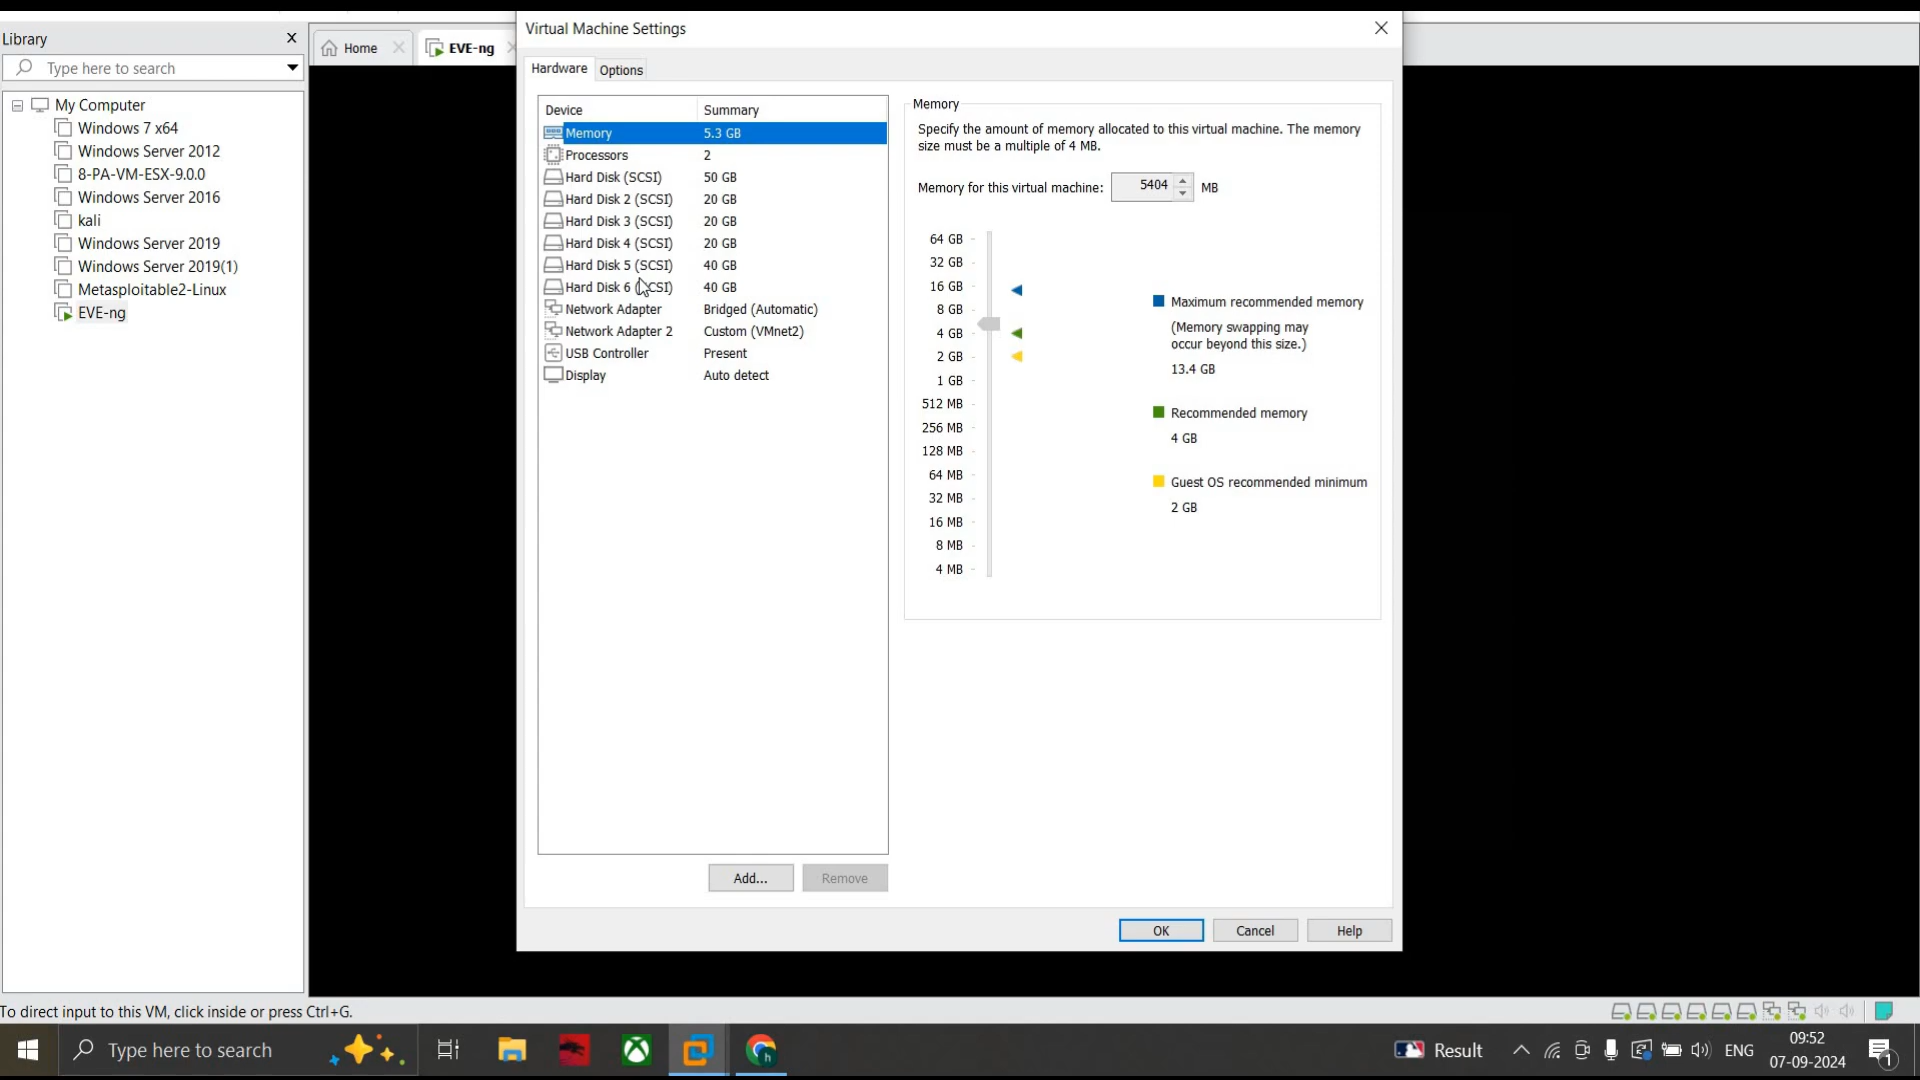 Library
Type here to search
My Computer
Windows 7 x64
Windows Server 2012
8-PA-VM-ESX-9.0.0
Windows Server 2016
kali
Windows Server 2019
Windows Server 2019(1)
Metasploitable2-Linux
EVE-ng
Home
EVE-ng
Virtual Machine Settings
Hardware
Options
Device Summary
Memory 5.3 GB
Processors 2
Hard Disk (SCSI) 50 GB
Hard Disk 2 (SCSI) 20 GB
Hard Disk 3 (SCSI) 20 GB
Hard Disk 4 (SCSI) 20 GB
Hard Disk 5 (SCSI) 40 GB
Hard Disk 6 (SCSI) 40 GB
Network Adapter Bridged (Automatic)
Network Adapter 2 Custom (VMnet2)
USB Controller Present
Display Auto detect
Add...
Remove
Memory
Specify the amount of memory allocated to this virtual machine. The memory
size must be a multiple of 4 MB.
Memory for this virtual machine: 5404 MB
64 GB
32 GB
16 GB
8 GB
4 GB
2 GB
1 GB
512 MB
256 MB
128 MB
64 MB
32 MB
16 MB
8 MB
4 MB
Maximum recommended memory
(Memory swapping may
occur beyond this size.)
13.4 GB
Recommended memory
4 GB
Guest OS recommended minimum
2 GB
OK
Cancel
Help
To direct input to this VM, click inside or press Ctrl+G.
Type here to search
h
Result
ENG
09:52
07-09-2024
1